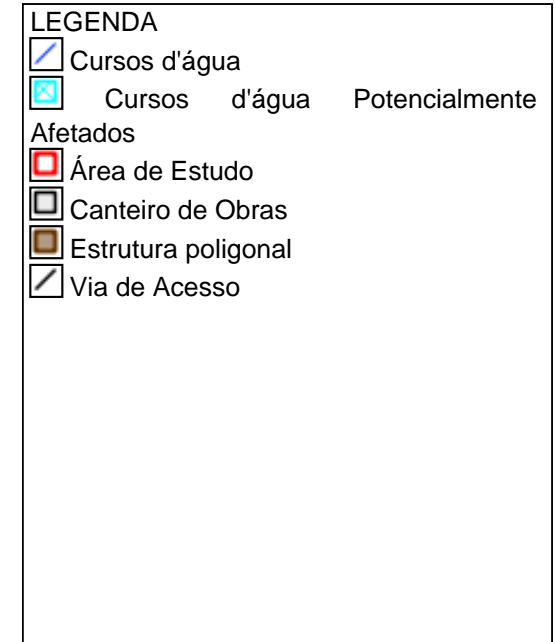 LEGENDA
Cursos d'água
Cursos d'água Potencialmente
Afetados
Área de Estudo
Canteiro de Obras
Estrutura poligonal
Via de Acesso